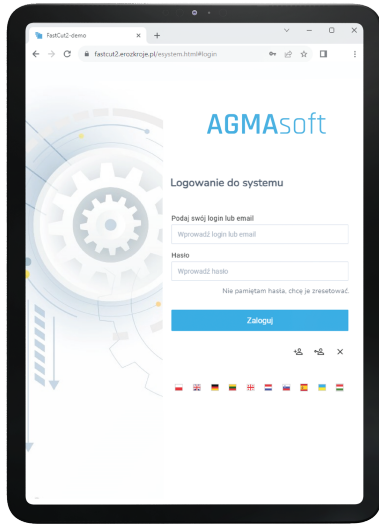 FastCut2-demo
fastcut2.erozkroje.pl/esystem.html#login
AGMAsoft
Logowanie do systemu
Podaj swój login lub email
Wprowadź login lub email
Hasło
Wprowadź hasło
Nie pamiętam hasła, chcę je zresetować.
Zaloguj